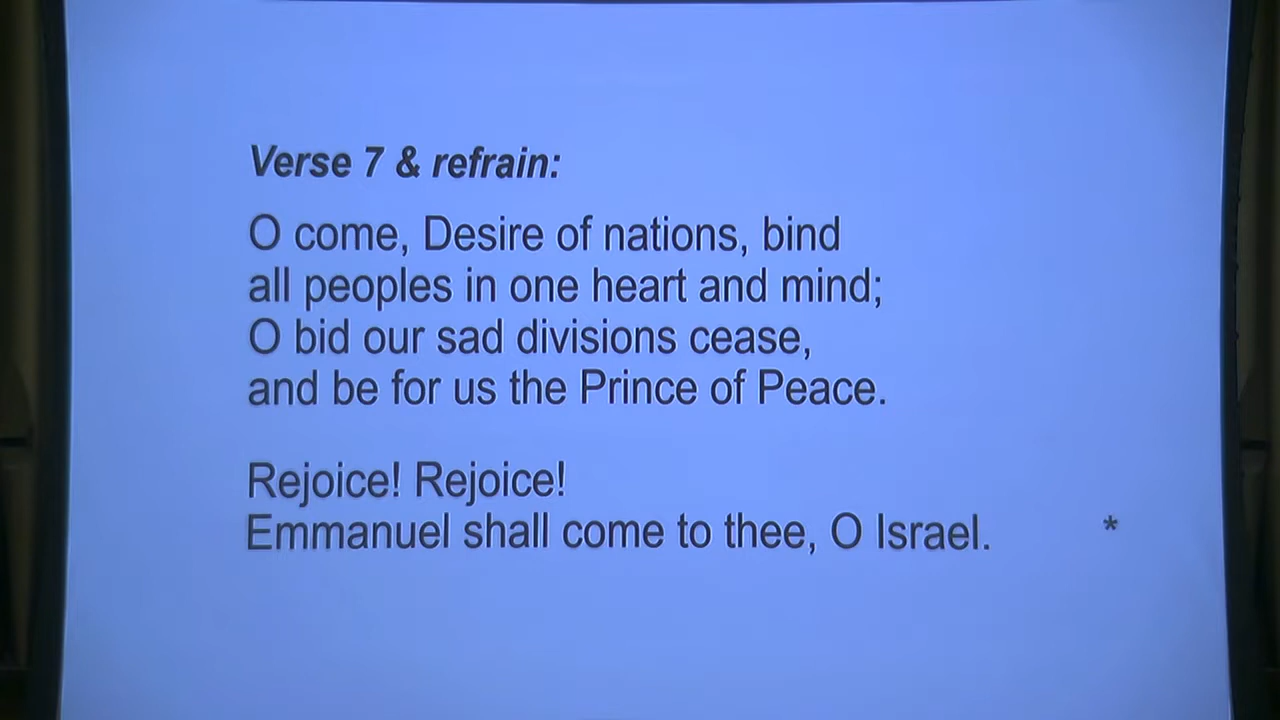 Verse 7 & refrain:
O come, Desire of nations, bind
all peoples in one heart and mind;
O bid our sad divisions cease,
and be for us the Prince of Peace.
Rejoice! Rejoice!
Emmanuel shall come to thee, O Israel. *